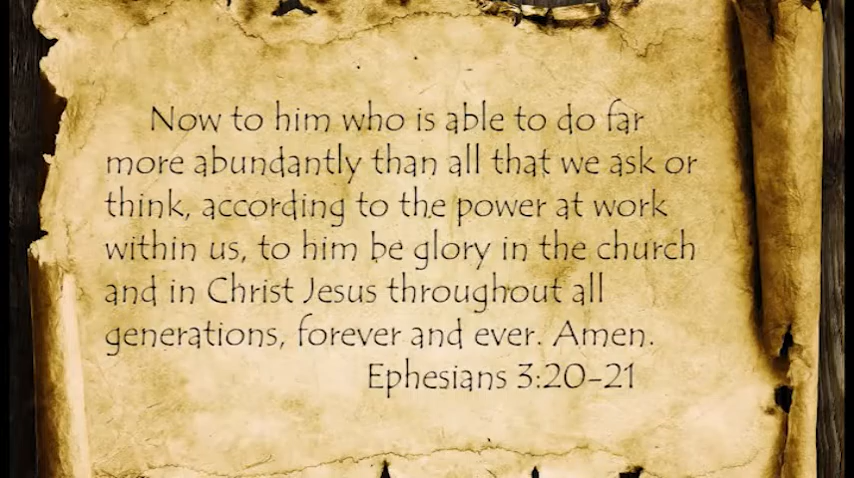 Now to him who is able to do far
more abundantly than all that we ask or
think, according to the power at work
within us, to him be glory in the church
and in Christ Jesus throughout all
generations, forever and ever. Amen.
Ephesians 3:20-21